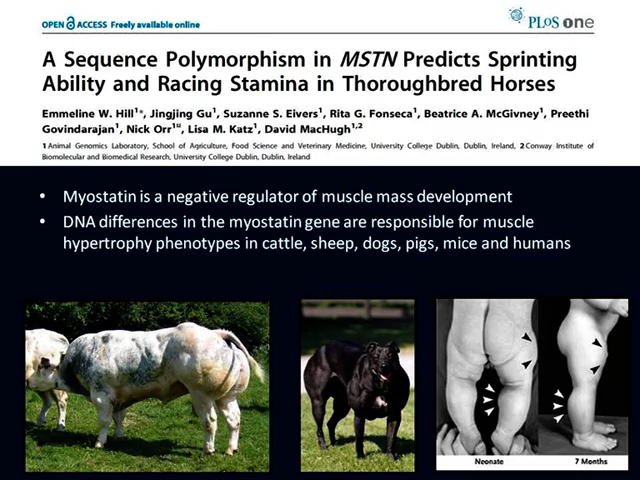 OPEN ACCESS Freely available online
PLoS one
A Sequence Polymorphism in MSTN Predicts Sprinting
Ability and Racing Stamina in Thoroughbred Horses
Emmeline W. Hill1*, Jingjing Gu1, Suzanne S. Eivers1, Rita G. Fonseca1, Beatrice A. McGivney1, Preethi
Govindarajan1, Nick Orr1¤, Lisa M. Katz1, David MacHugh1,2
1 Animal Genomics Laboratory, School of Agriculture, Food Science and Veterinary Medicine, University College Dublin, Dublin, Ireland, 2 Conway Institute of
Biomolecular and Biomedical Research, University College Dublin, Dublin, Ireland
• Myostatin is a negative regulator of muscle mass development
• DNA differences in the myostatin gene are responsible for muscle
hypertrophy phenotypes in cattle, sheep, dogs, pigs, mice and humans
Neonate
7 Months